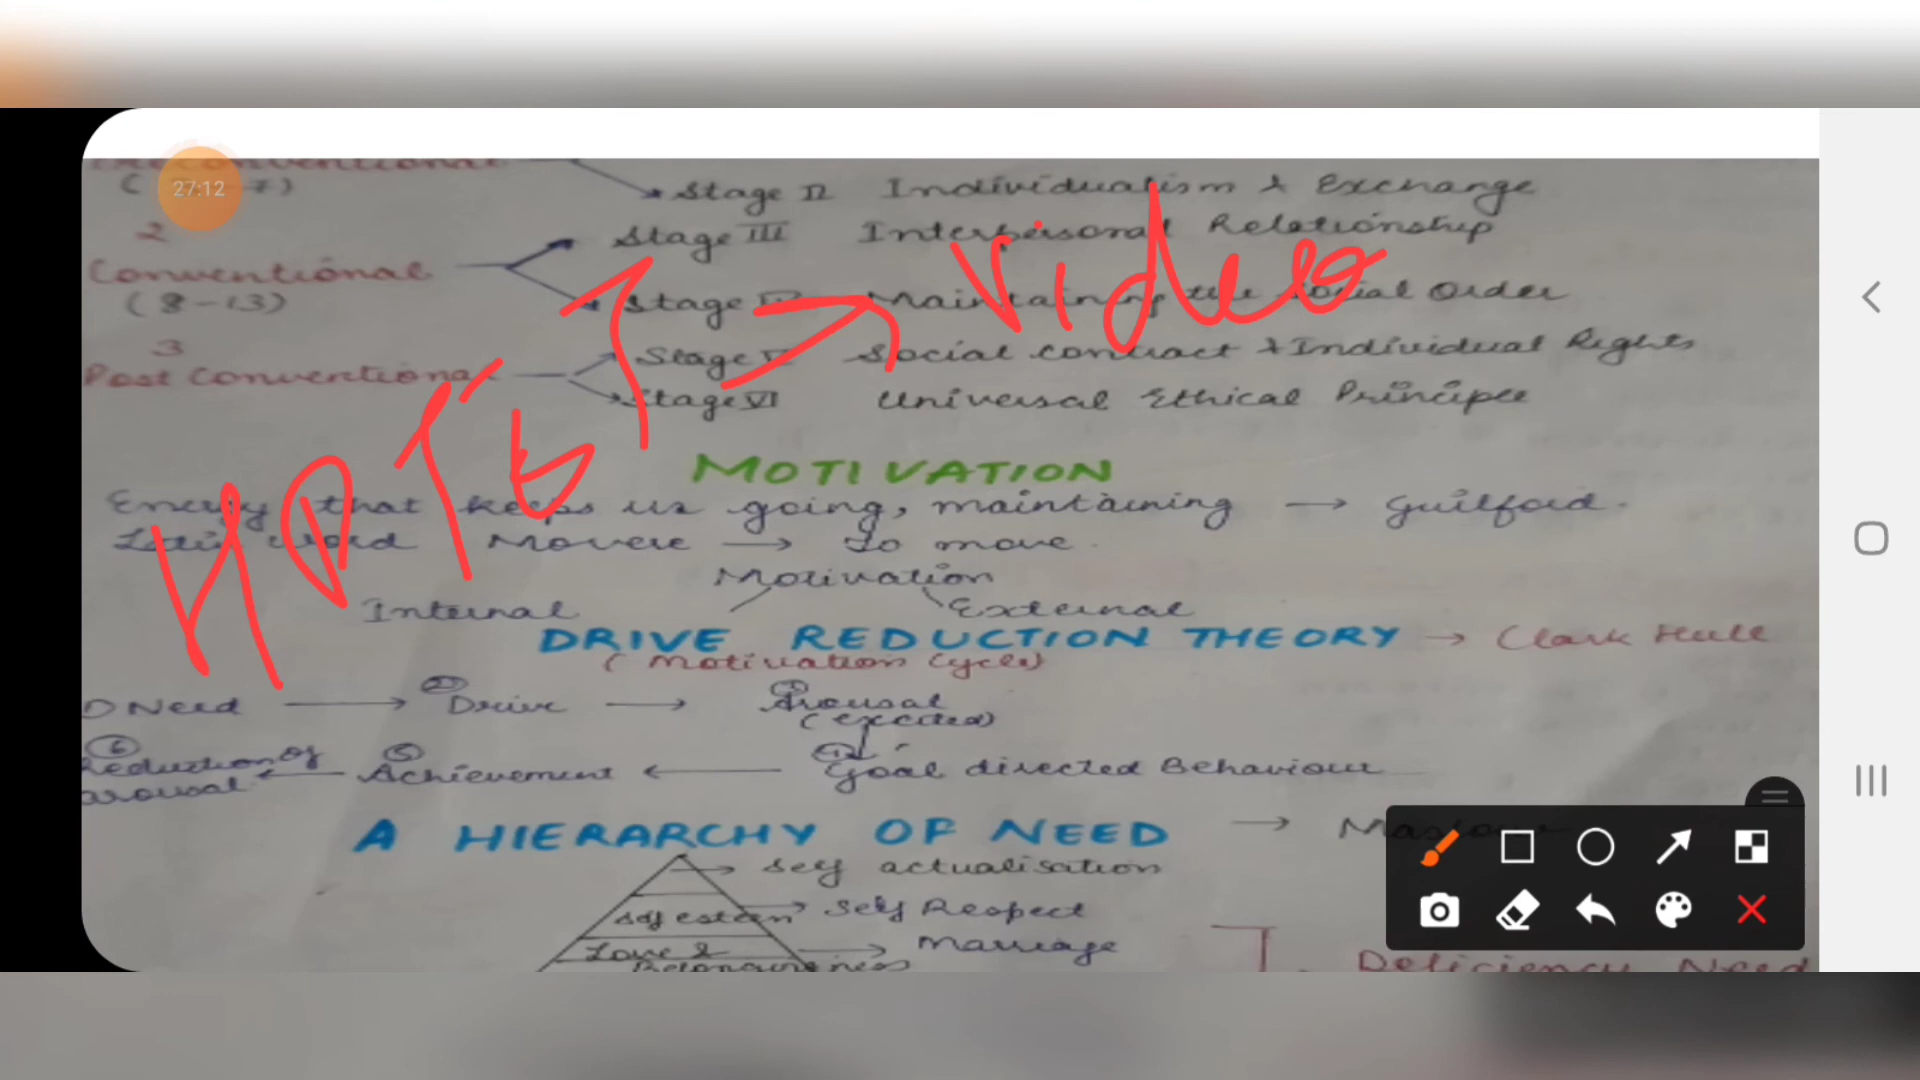 27:12
Stage II Individualism & Exchange
2
Stage III Interpersonal Relationship
Conventional
(8-13)
Stage Maintaining the Social Order
3
Stage V Social contract & Individual Rights
Post Conventional
Stage VI Universal Ethical Principle
HPTET → Video
MOTIVATION
Energy that keeps us going, maintaining → Guilford.
Latin word Movere → To move.
Motivation
Internal External
DRIVE REDUCTION THEORY → Clark Hull
(Motivation Cycle)
① Need → ② Drive → ③ Arousal
(excited)
⑥ Reduction of arousal ← ⑤ Achievement ← ④ Goal directed Behaviour
A HIERARCHY OF NEED → Maslow
→ Self actualisation
Self esteem → Self Respect
Love & → Marriage
Belongingness
I. Deficiency Need